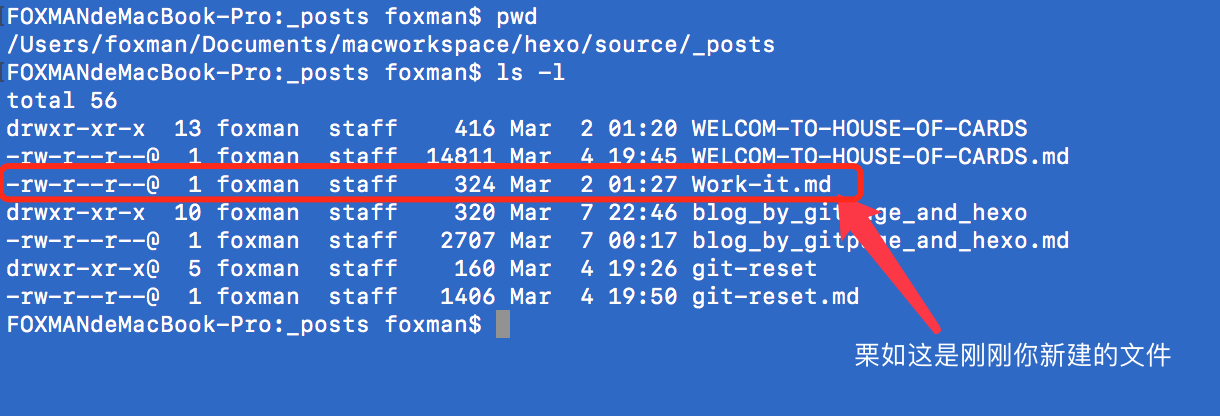 FOXMANdeMacBook-Pro:_posts foxman$ pwd
/Users/foxman/Documents/macworkspace/hexo/source/_posts
FOXMANdeMacBook-Pro:_posts foxman$ ls -l
total 56
drwxr-xr-x  13 foxman  staff    416 Mar  2 01:20 WELCOM-TO-HOUSE-OF-CARDS
-rw-r--r--@  1 foxman  staff  14811 Mar  4 19:45 WELCOM-TO-HOUSE-OF-CARDS.md
-rw-r--r--@  1 foxman  staff    324 Mar  2 01:27 Work-it.md
drwxr-xr-x  10 foxman  staff    320 Mar  7 22:46 blog_by_gitpage_and_hexo
-rw-r--r--@  1 foxman  staff   2707 Mar  7 00:17 blog_by_gitpage_and_hexo.md
drwxr-xr-x@  5 foxman  staff    160 Mar  4 19:26 git-reset
-rw-r--r--@  1 foxman  staff   1406 Mar  4 19:50 git-reset.md
FOXMANdeMacBook-Pro:_posts foxman$
栗如这是刚刚你新建的文件